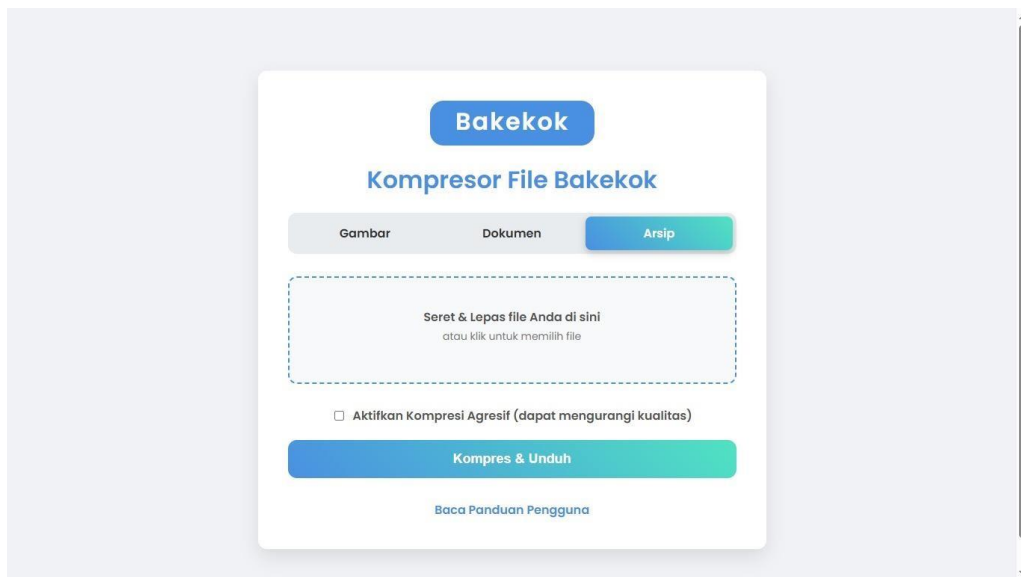 Bakekok
Kompresor File Bakekok
Gambar Dokumen Arsip
Seret & Lepas file Anda di sini
atau klik untuk memilih file
Aktifkan Kompresi Agresif (dapat mengurangi kualitas)
Kompres & Unduh
Baca Panduan Pengguna